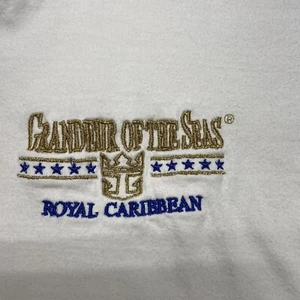 GRANDEUR OF THE SEAS®
ROYAL CARIBBEAN